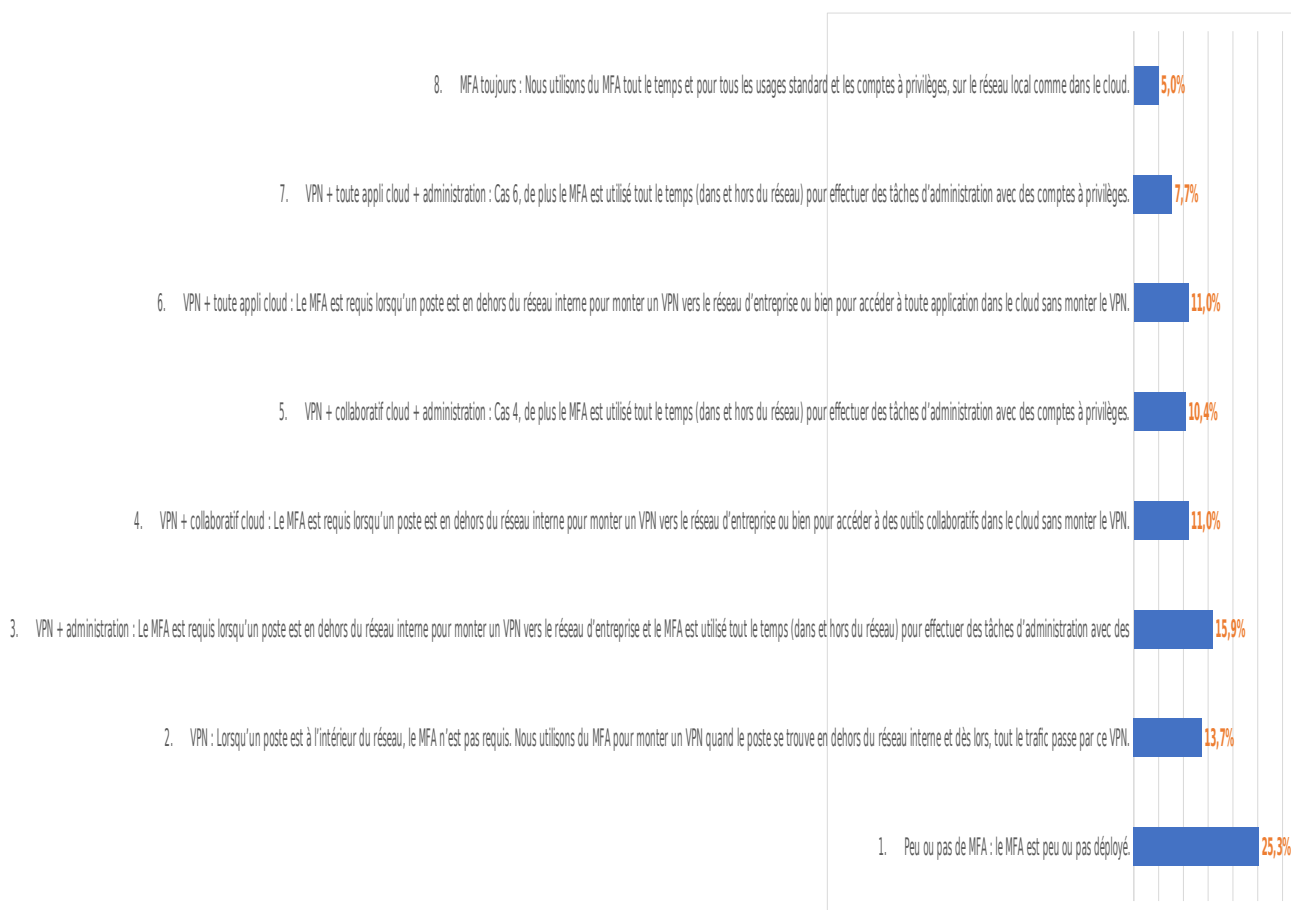 8. MFA toujours : Nous utilisons du MFA tout le temps et pour tous les usages standard et les comptes à privilèges, sur le réseau local comme dans le cloud. 5,0%
7. VPN + toute appli cloud + administration : Cas 6, de plus le MFA est utilisé tout le temps (dans et hors du réseau) pour effectuer des tâches d’administration avec des comptes à privilèges. 7,7%
6. VPN + toute appli cloud : Le MFA est requis lorsqu’un poste est en dehors du réseau interne pour monter un VPN vers le réseau d’entreprise ou bien pour accéder à toute application dans le cloud sans monter le VPN. 11,0%
5. VPN + collaboratif cloud + administration : Cas 4, de plus le MFA est utilisé tout le temps (dans et hors du réseau) pour effectuer des tâches d’administration avec des comptes à privilèges. 10,4%
4. VPN + collaboratif cloud : Le MFA est requis lorsqu’un poste est en dehors du réseau interne pour monter un VPN vers le réseau d’entreprise ou bien pour accéder à des outils collaboratifs dans le cloud sans monter le VPN. 11,0%
3. VPN + administration : Le MFA est requis lorsqu’un poste est en dehors du réseau interne pour monter un VPN vers le réseau d’entreprise et le MFA est utilisé tout le temps (dans et hors du réseau) pour effectuer des tâches d’administration avec des 15,9%
2. VPN : Lorsqu’un poste est à l’intérieur du réseau, le MFA n’est pas requis. Nous utilisons du MFA pour monter un VPN quand le poste se trouve en dehors du réseau interne et dès lors, tout le trafic passe par ce VPN. 13,7%
1. Peu ou pas de MFA : le MFA est peu ou pas déployé. 25,3%